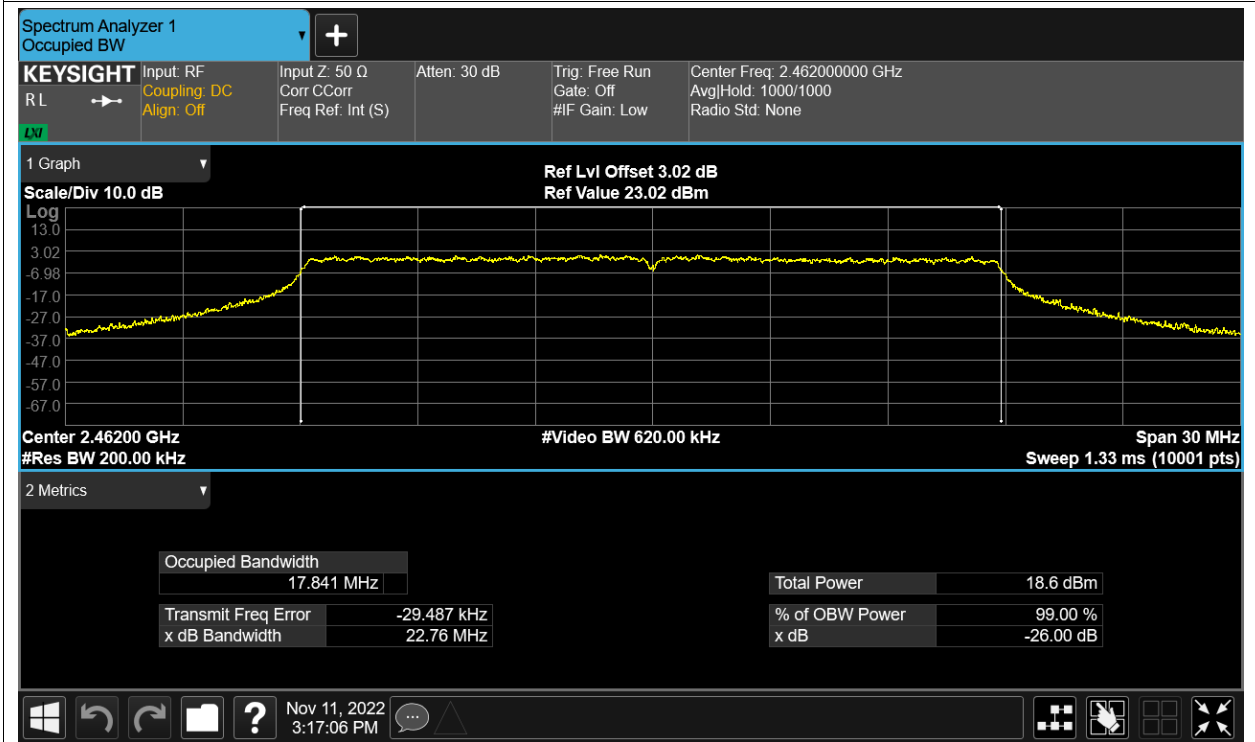 Spectrum Analyzer 1
Occupied BW
+
KEYSIGHT
R L
LXI
Input: RF
Coupling: DC
Align: Off
Input Z: 50 Ω
Corr CCorr
Freq Ref: Int (S)
Atten: 30 dB
Trig: Free Run
Gate: Off
#IF Gain: Low
Center Freq: 2.462000000 GHz
Avg|Hold: 1000/1000
Radio Std: None
1 Graph
Scale/Div 10.0 dB
Ref Lvl Offset 3.02 dB
Ref Value 23.02 dBm
Log
13.0
3.02
-6.98
-17.0
-27.0
-37.0
-47.0
-57.0
-67.0
Center 2.46200 GHz
#Res BW 200.00 kHz
#Video BW 620.00 kHz
Span 30 MHz
Sweep 1.33 ms (10001 pts)
2 Metrics
Occupied Bandwidth
17.841 MHz
Transmit Freq Error -29.487 kHz
x dB Bandwidth 22.76 MHz
Total Power 18.6 dBm
% of OBW Power 99.00 %
x dB -26.00 dB
?
Nov 11, 2022
3:17:06 PM